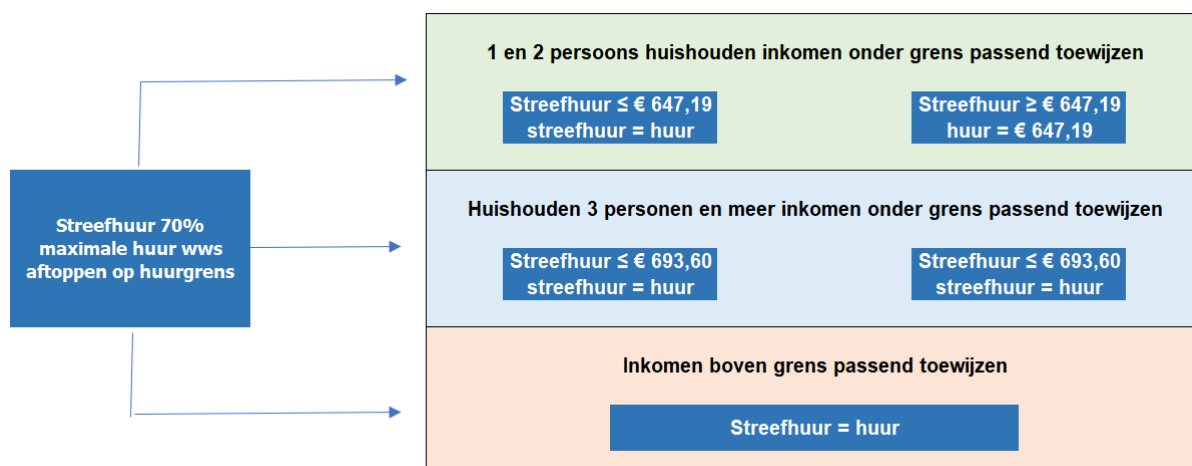 1 en 2 persoons huishouden inkomen onder grens passend toewijzen
Streefhuur ≤ € 647,19
streefhuur = huur
Streefhuur ≥ € 647,19
huur = € 647,19
Streefhuur 70%
maximale huur wws
aftoppen op huurgrens
Huishouden 3 personen en meer inkomen onder grens passend toewijzen
Streefhuur ≤ € 693,60
streefhuur = huur
Streefhuur ≤ € 693,60
streefhuur = huur
Inkomen boven grens passend toewijzen
Streefhuur = huur